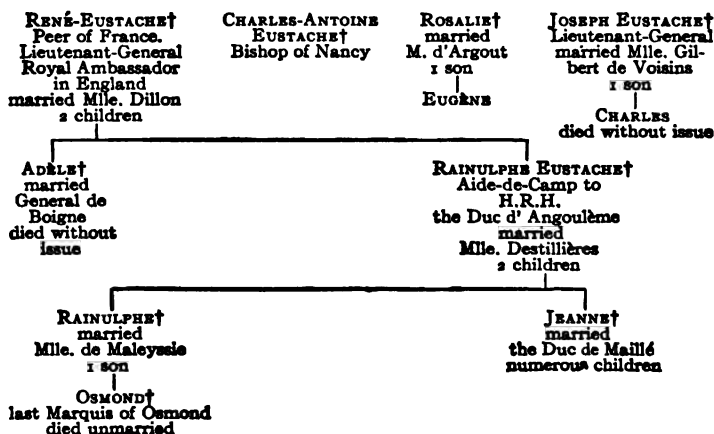 RENÉ-EUSTACHE†
Peer of France.
Lieutenant-General
Royal Ambassador
in England
married Mlle. Dillon
2 children
CHARLES-ANTOINE
EUSTACHE†
Bishop of Nancy
ROSALIE†
married
M. d'Argout
1 son
EUGÈNE
JOSEPH EUSTACHE†
Lieutenant-General
married Mlle. Gil-
bert de Voisins
1 son
CHARLES
died without issue
ADÈLE†
married
General de
Boigne
died without
issue
RAINULPHE EUSTACHE†
Aide-de-Camp to
H.R.H.
the Duc d' Angoulème
married
Mlle. Destillières
2 children
RAINULPHE†
married
Mlle. de Maleyssie
1 son
OSMOND†
last Marquis of Osmond
died unmarried
JEANNE†
married
the Duc de Maillé
numerous children